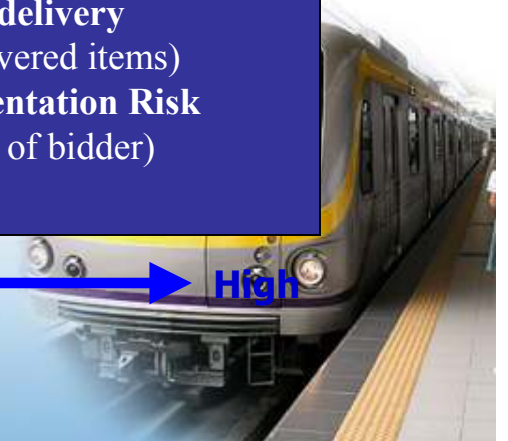 delivery
vered items)
entation Risk
of bidder)
High